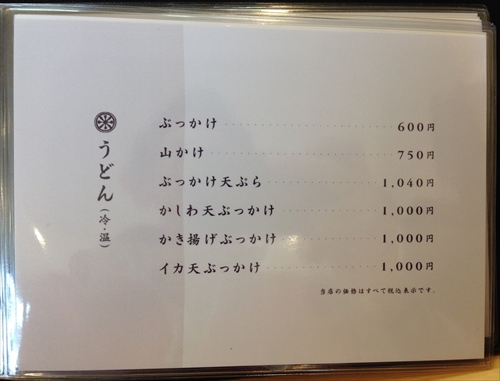 うどん（冷・温）
ぶっかけ 600円
山かけ 750円
ぶっかけ天ぷら 1,040円
かしわ天ぶっかけ 1,000円
かき揚げぶっかけ 1,000円
イカ天ぶっかけ 1,000円
当店の価格はすべて税込表示です。